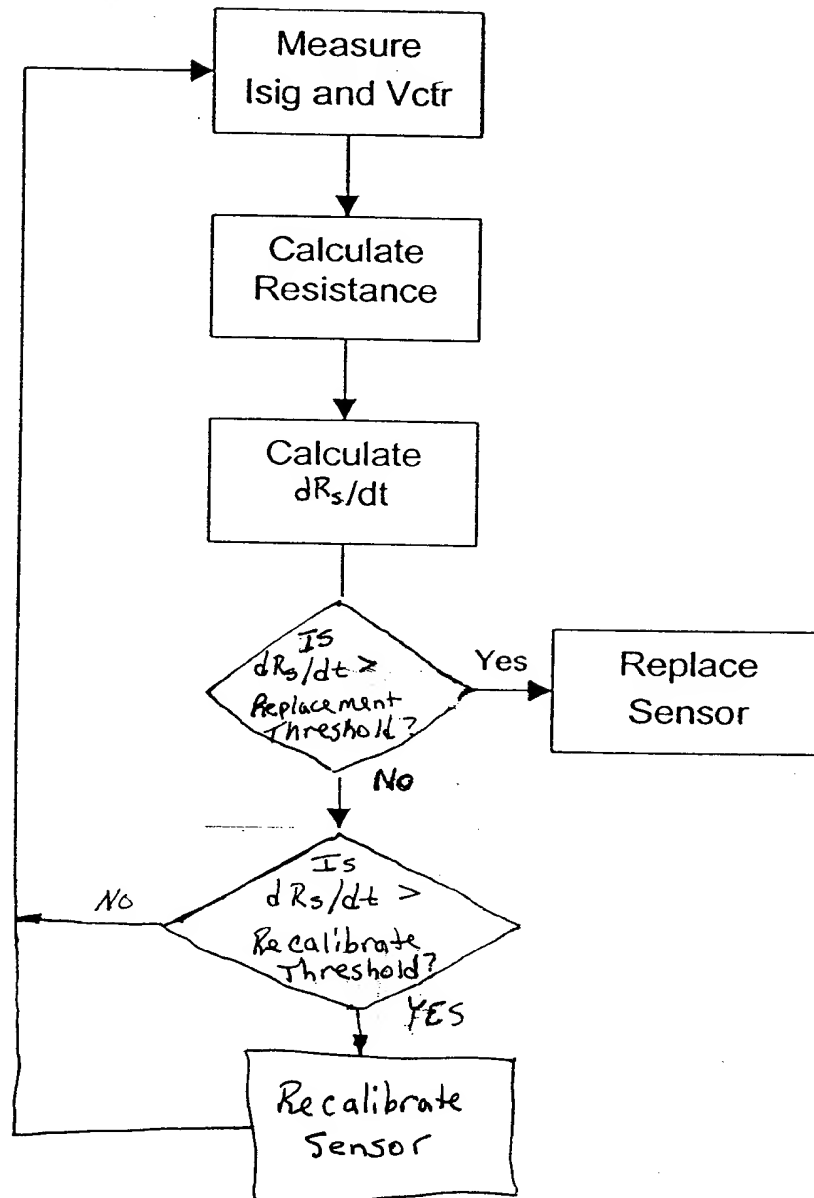 Measure
Isig and Vctr
Calculate
Resistance
Calculate
dRs/dt
Is
dRs/dt >
Replacement
Threshold?
Yes
Replace
Sensor
No
Is
dRs/dt >
Recalibrate
Threshold?
NO
YES
Recalibrate
Sensor